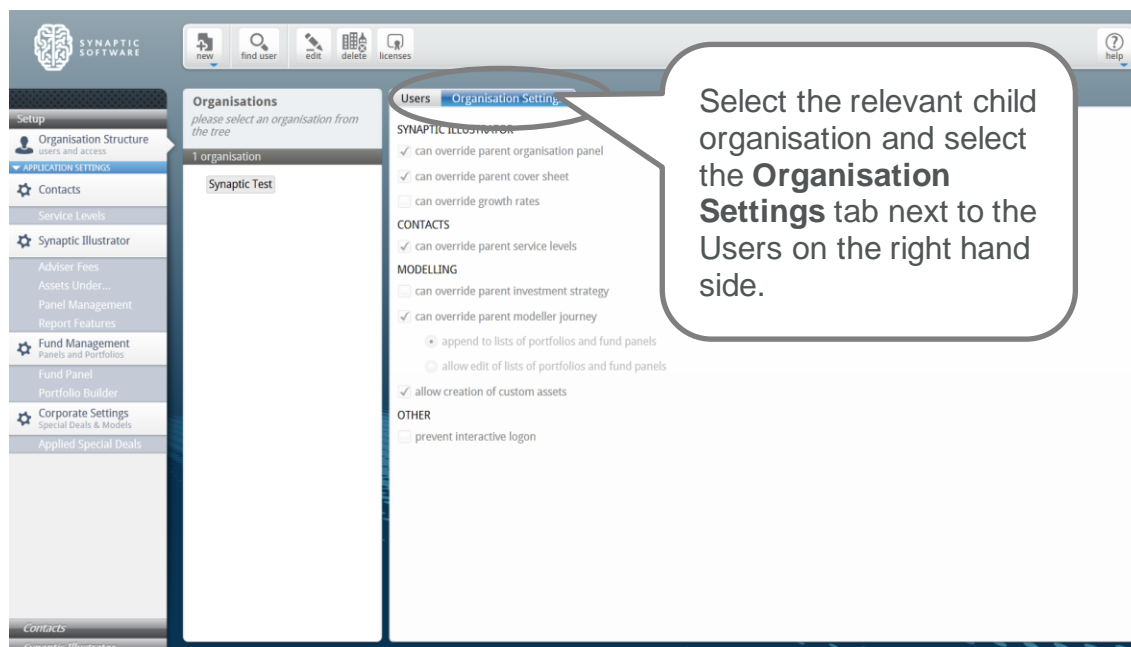 SYNAPTIC
SOFTWARE
new
find user
edit
delete
licenses
help
Setup
Organisation Structure
users and access
APPLICATION SETTINGS
Contacts
Service Levels
Synaptic Illustrator
Adviser Fees
Assets Under...
Panel Management
Report Features
Fund Management
Panels and Portfolios
Fund Panel
Portfolio Builder
Corporate Settings
Special Deals & Models
Applied Special Deals
Contacts
Organisations
please select an organisation from
the tree
1 organisation
Synaptic Test
Users Organisation Setting
SYNAPTIC ILLUSTRATOR
can override parent organisation panel
can override parent cover sheet
can override growth rates
CONTACTS
can override parent service levels
MODELLING
can override parent investment strategy
can override parent modeller journey
append to lists of portfolios and fund panels
allow edit of lists of portfolios and fund panels
allow creation of custom assets
OTHER
prevent interactive logon
Select the relevant child
organisation and select
the Organisation
Settings tab next to the
Users on the right hand
side.